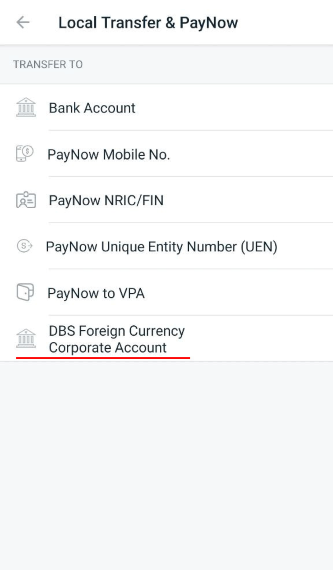 Local Transfer & PayNow
TRANSFER TO
Bank Account
PayNow Mobile No.
PayNow NRIC/FIN
PayNow Unique Entity Number (UEN)
PayNow to VPA
DBS Foreign Currency
Corporate Account